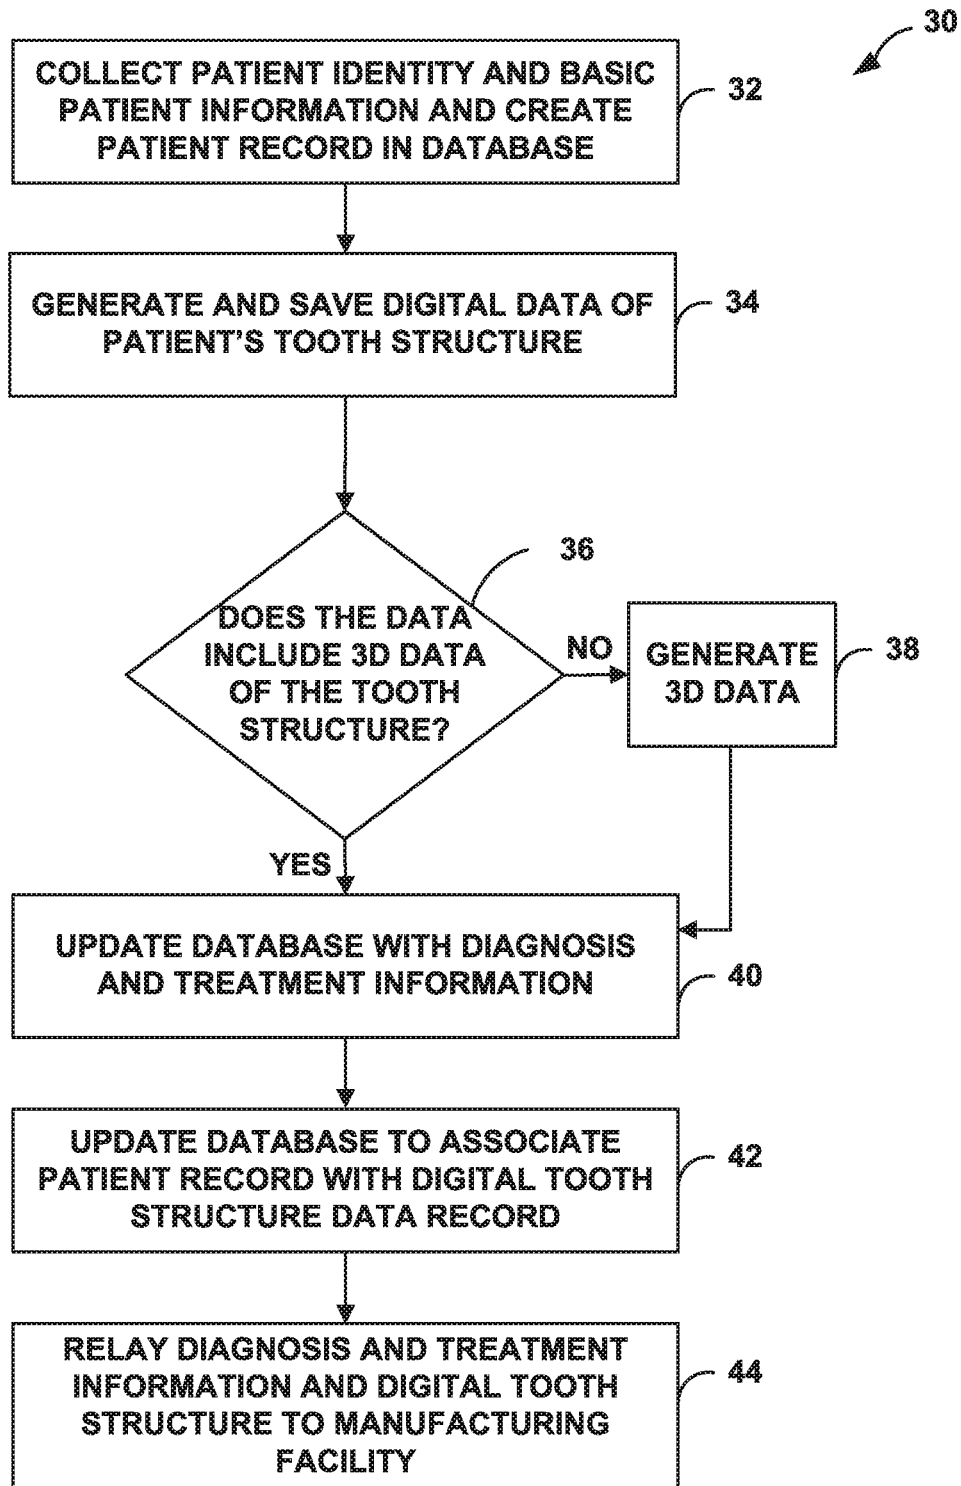 30
COLLECT PATIENT IDENTITY AND BASIC
PATIENT INFORMATION AND CREATE
PATIENT RECORD IN DATABASE
32
GENERATE AND SAVE DIGITAL DATA OF
PATIENT'S TOOTH STRUCTURE
34
DOES THE DATA
INCLUDE 3D DATA
OF THE TOOTH
STRUCTURE?
36
NO
GENERATE
3D DATA
38
YES
UPDATE DATABASE WITH DIAGNOSIS
AND TREATMENT INFORMATION
40
UPDATE DATABASE TO ASSOCIATE
PATIENT RECORD WITH DIGITAL TOOTH
STRUCTURE DATA RECORD
42
RELAY DIAGNOSIS AND TREATMENT
INFORMATION AND DIGITAL TOOTH
STRUCTURE TO MANUFACTURING
FACILITY
44